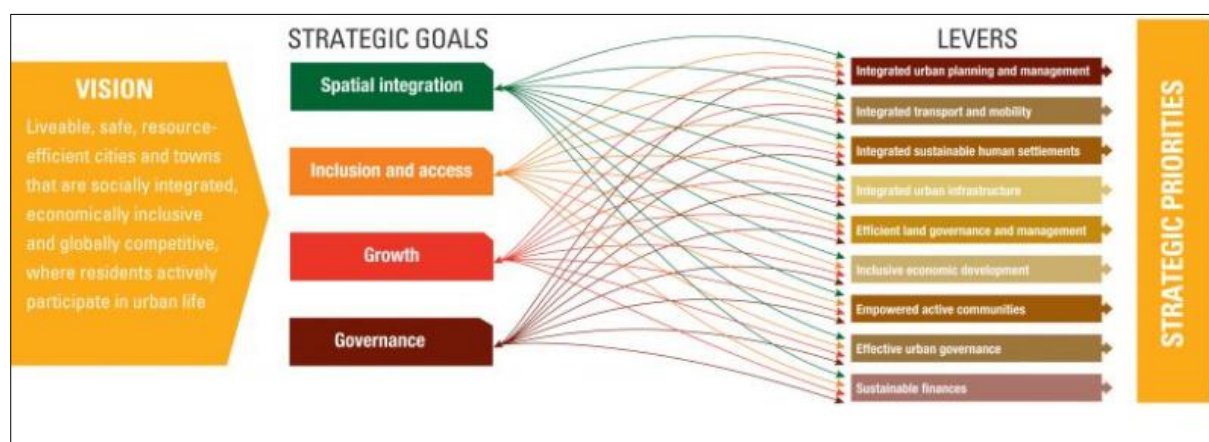 VISION
Liveable, safe, resource-
efficient cities and towns
that are socially integrated,
economically inclusive
and globally competitive,
where residents actively
participate in urban life
STRATEGIC GOALS
Spatial integration
Inclusion and access
Growth
Governance
LEVERS
Integrated urban planning and management
Integrated transport and mobility
Integrated sustainable human settlements
Integrated urban infrastructure
Efficient land governance and management
Inclusive economic development
Empowered active communities
Effective urban governance
Sustainable finances
STRATEGIC PRIORITIES